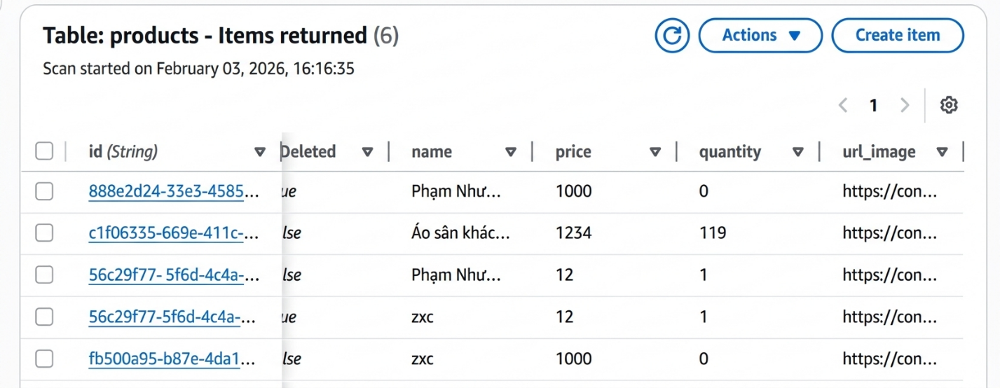 Table: products - Items returned (6)
Actions
Create item
Scan started on February 03, 2026, 16:16:35
1
id (String) Deleted name price quantity url_image
888e2d24-33e3-4585... ue Phạm Như... 1000 0 https://con...
c1f06335-669e-411c-... lse Áo sân khác... 1234 119 https://con...
56c29f77- 5f6d-4c4a-... lse Phạm Như... 12 1 https://con...
56c29f77-5f6d-4c4a-... ue zxc 12 1 https://con...
fb500a95-b87e-4da1... lse zxc 1000 0 https://con...